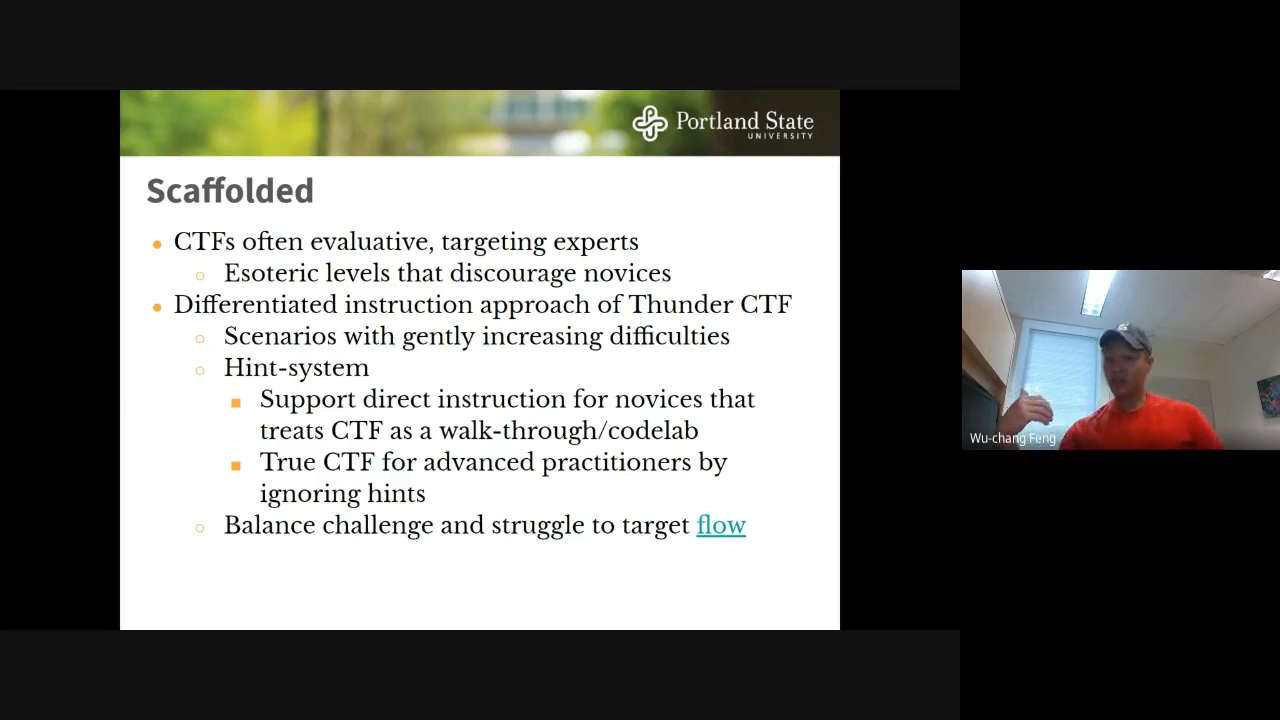 Portland State
UNIVERSITY
Scaffolded
• CTFs often evaluative, targeting experts
○ Esoteric levels that discourage novices
• Differentiated instruction approach of Thunder CTF
○ Scenarios with gently increasing difficulties
○ Hint-system
■ Support direct instruction for novices that
treats CTF as a walk-through/codelab
■ True CTF for advanced practitioners by
ignoring hints
○ Balance challenge and struggle to target flow
Wu-chang Feng